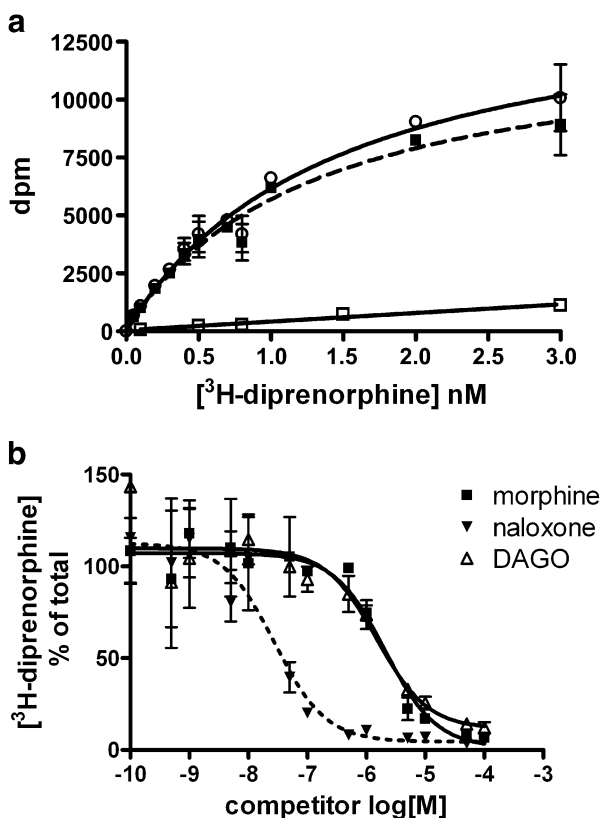 a
12500
10000
7500
5000
2500
0
dpm
0.0 0.5 1.0 1.5 2.0 2.5 3.0
[³H-diprenorphine] nM
b
150
100
50
0
[³H-diprenorphine]
% of total
-10 -9 -8 -7 -6 -5 -4 -3
competitor log[M]
morphine
naloxone
DAGO